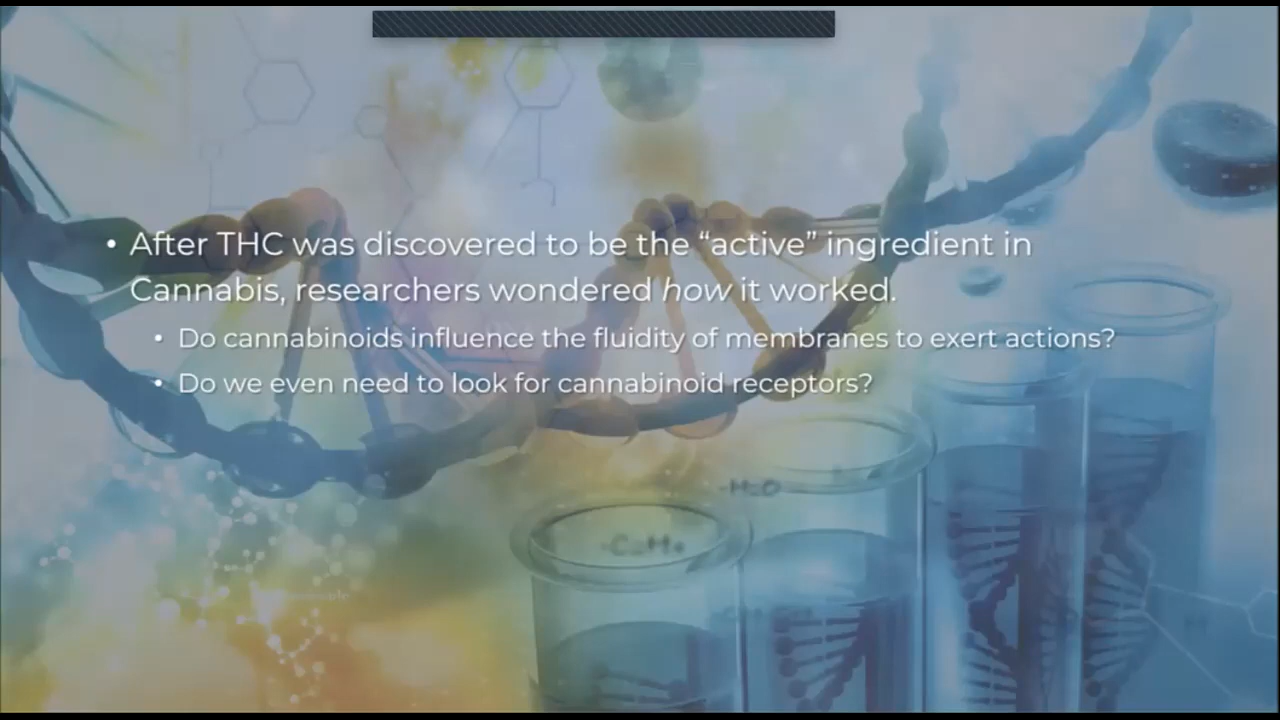 • After THC was discovered to be the “active” ingredient in
Cannabis, researchers wondered how it worked.
• Do cannabinoids influence the fluidity of membranes to exert actions?
• Do we even need to look for cannabinoid receptors?
-H2O